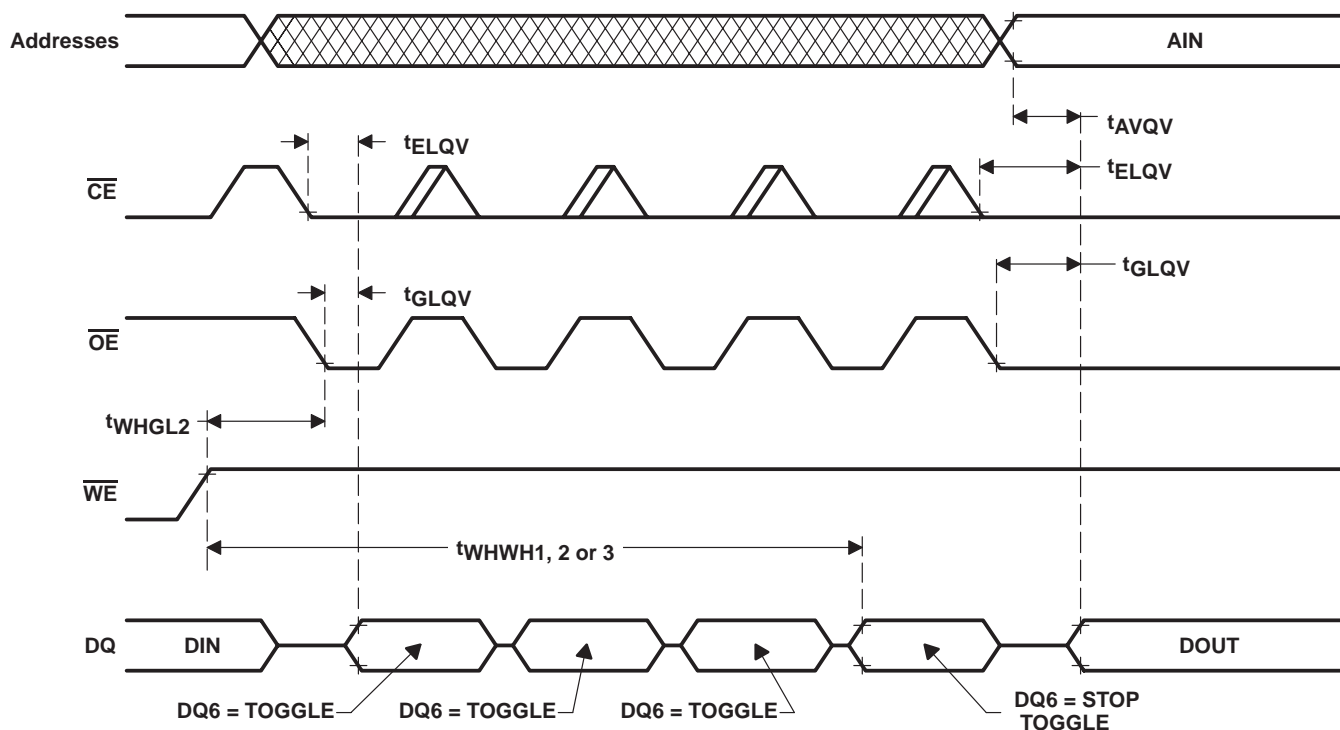 Addresses
AIN
tAVQV
tELQV
tELQV
CE
tGLQV
tGLQV
OE
tWHGL2
WE
tWHWH1, 2 or 3
DQ
DIN
DOUT
DQ6 = TOGGLE
DQ6 = TOGGLE
DQ6 = TOGGLE
DQ6 = STOP
TOGGLE